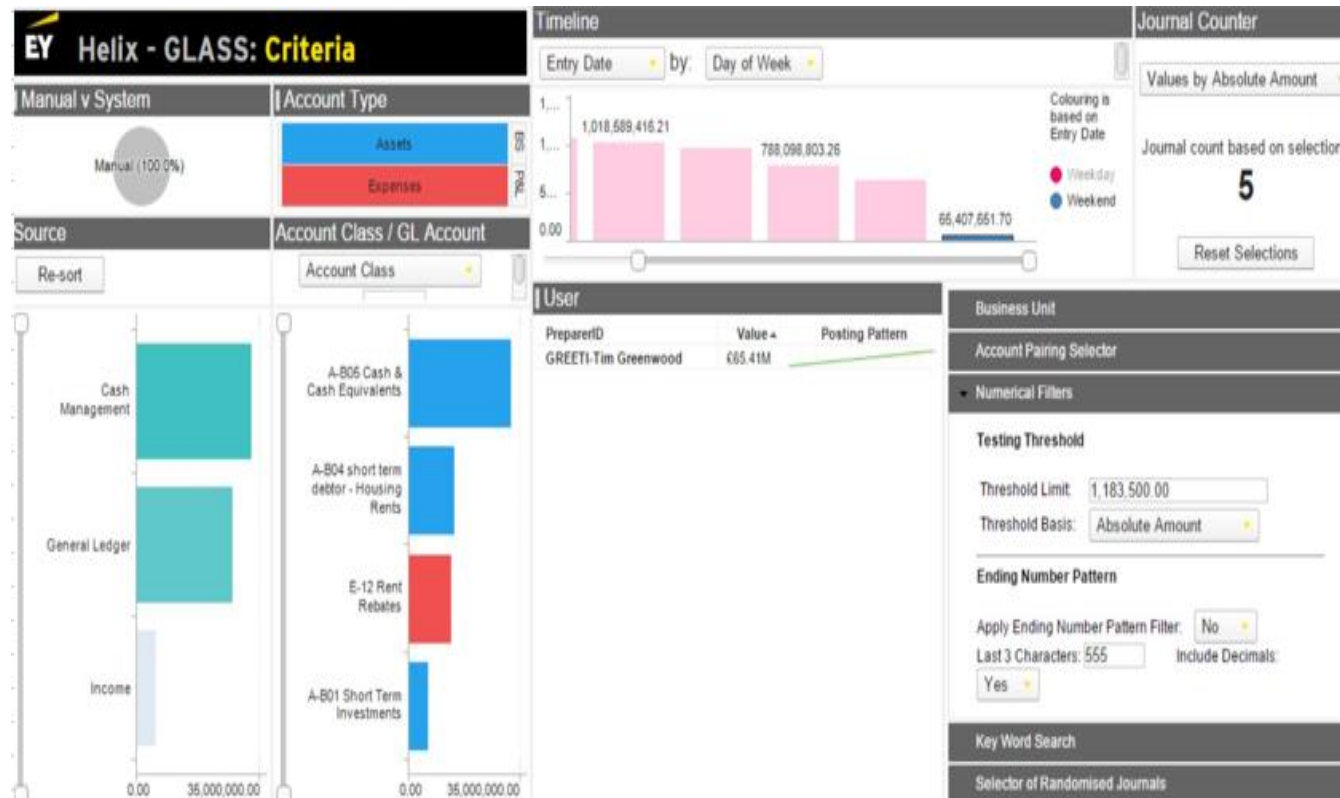 EY Helix - GLASS: Criteria
Manual v System
Manual (100.0%)
Account Type
Assets
Expenses
BS
P&L
Source
Re-sort
Cash
Management
General Ledger
Income
0.00 35,000,000.00
Account Class / GL Account
Account Class
A-B05 Cash &
Cash Equivalents
A-B04 short term
debtor - Housing
Rents
E-12 Rent
Rebates
A-B01 Short Term
Investments
0.00 35,000,000.00
Timeline
Entry Date by: Day of Week
1,...
1,...
5,...
0.00
1,018,589,416.21
788,098,803.26
65,407,651.70
Colouring is
based on
Entry Date
Weekday
Weekend
Journal Counter
Values by Absolute Amount
Journal count based on selection
5
Reset Selections
User
PreparerID Value Posting Pattern
GREETI-Tim Greenwood £65.41M
Business Unit
Account Pairing Selector
Numerical Filters
Testing Threshold
Threshold Limit: 1,183,500.00
Threshold Basis: Absolute Amount
Ending Number Pattern
Apply Ending Number Pattern Filter: No
Last 3 Characters: 555 Include Decimals:
Yes
Key Word Search
Selector of Randomised Journals